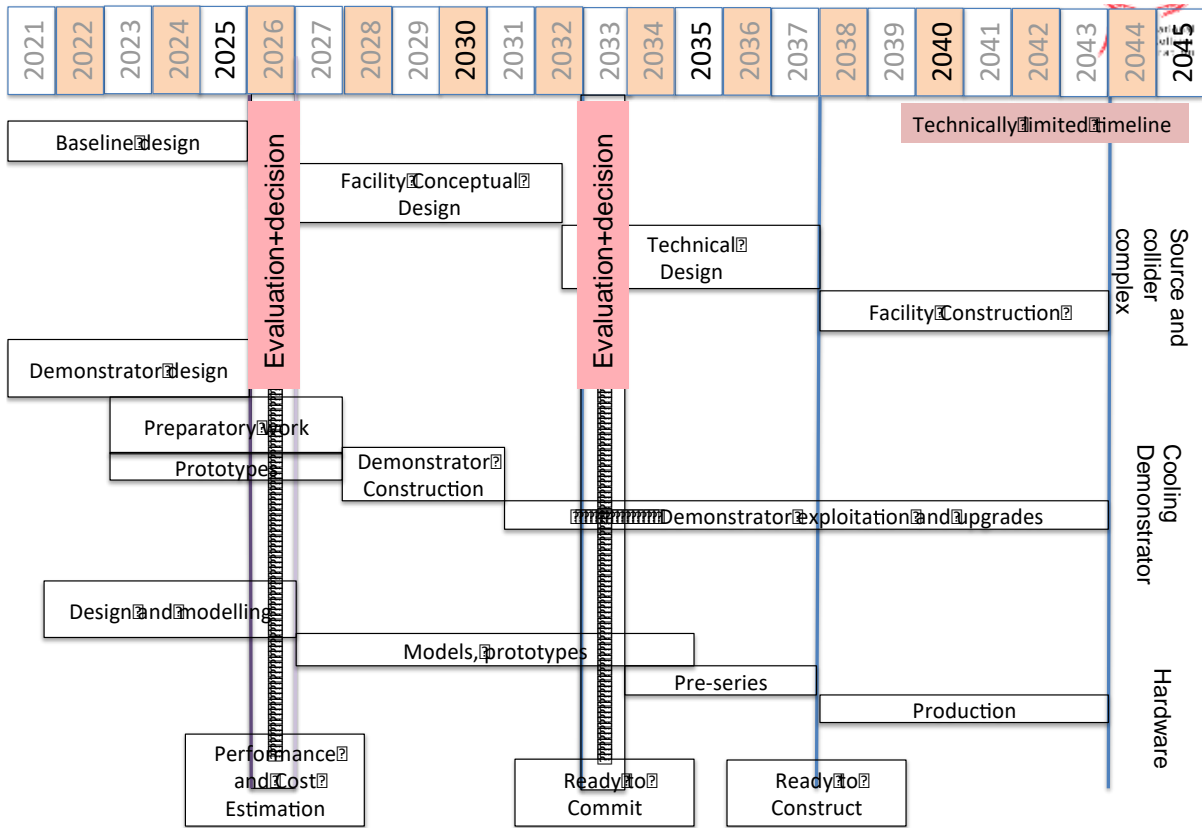 2021 2022 2023 2024 2025 2026 2027 2028 2029 2030 2031 2032 2033 2034 2035 2036 2037 2038 2039 2040 2041 2042 2043 2044 2045
Technically limited timeline
Baseline design
Evaluation+decision
Evaluation+decision
Facility Conceptual
Design
Technical
Design
Facility Construction
Source and
collider
complex
Demonstrator design
Preparatory work
Prototypes
Demonstrator
Construction
Demonstrator exploitation and upgrades
Cooling
Demonstrator
Design and modelling
Models, prototypes
Pre-series
Production
Hardware
Performance
and Cost
Estimation
Ready to
Commit
Ready to
Construct